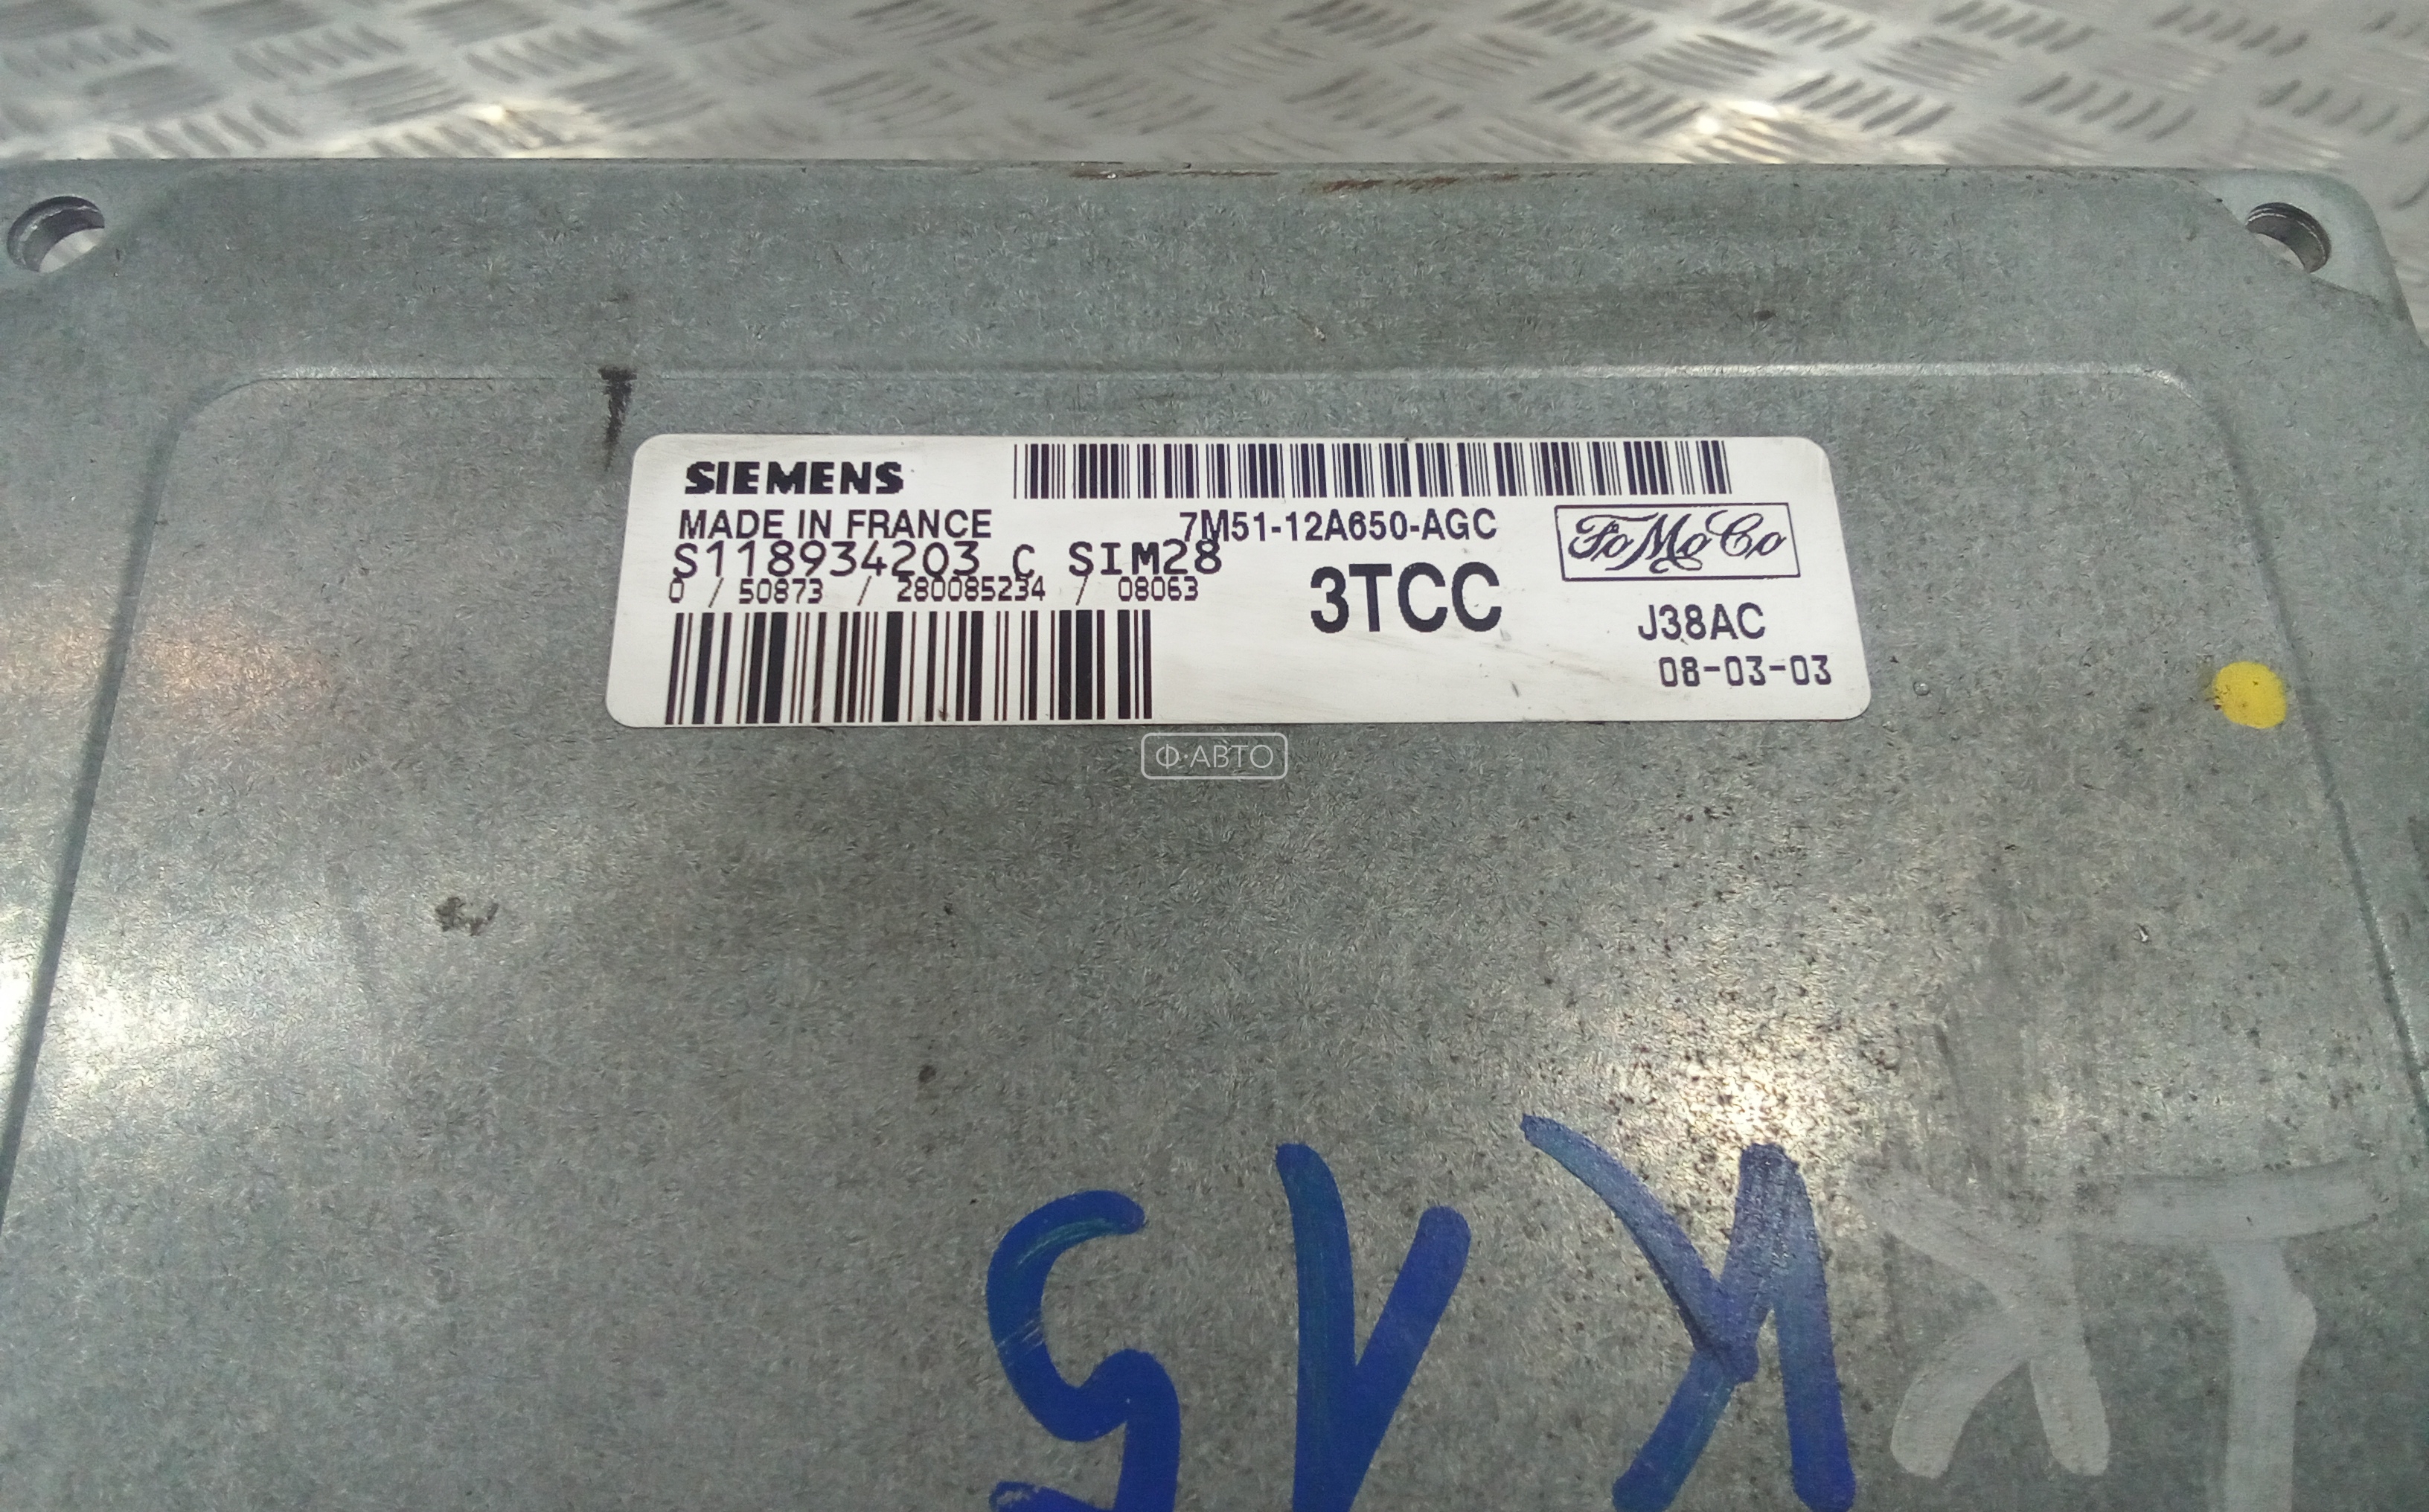 SIEMENS
MADE IN FRANCE
7M51-12A650-AGC
FoMoCo
S118934203 C SIM28
0 / 50873 / 280085234 / 08063
3TCC
J38AC
08-03-03
Ф·АВТО